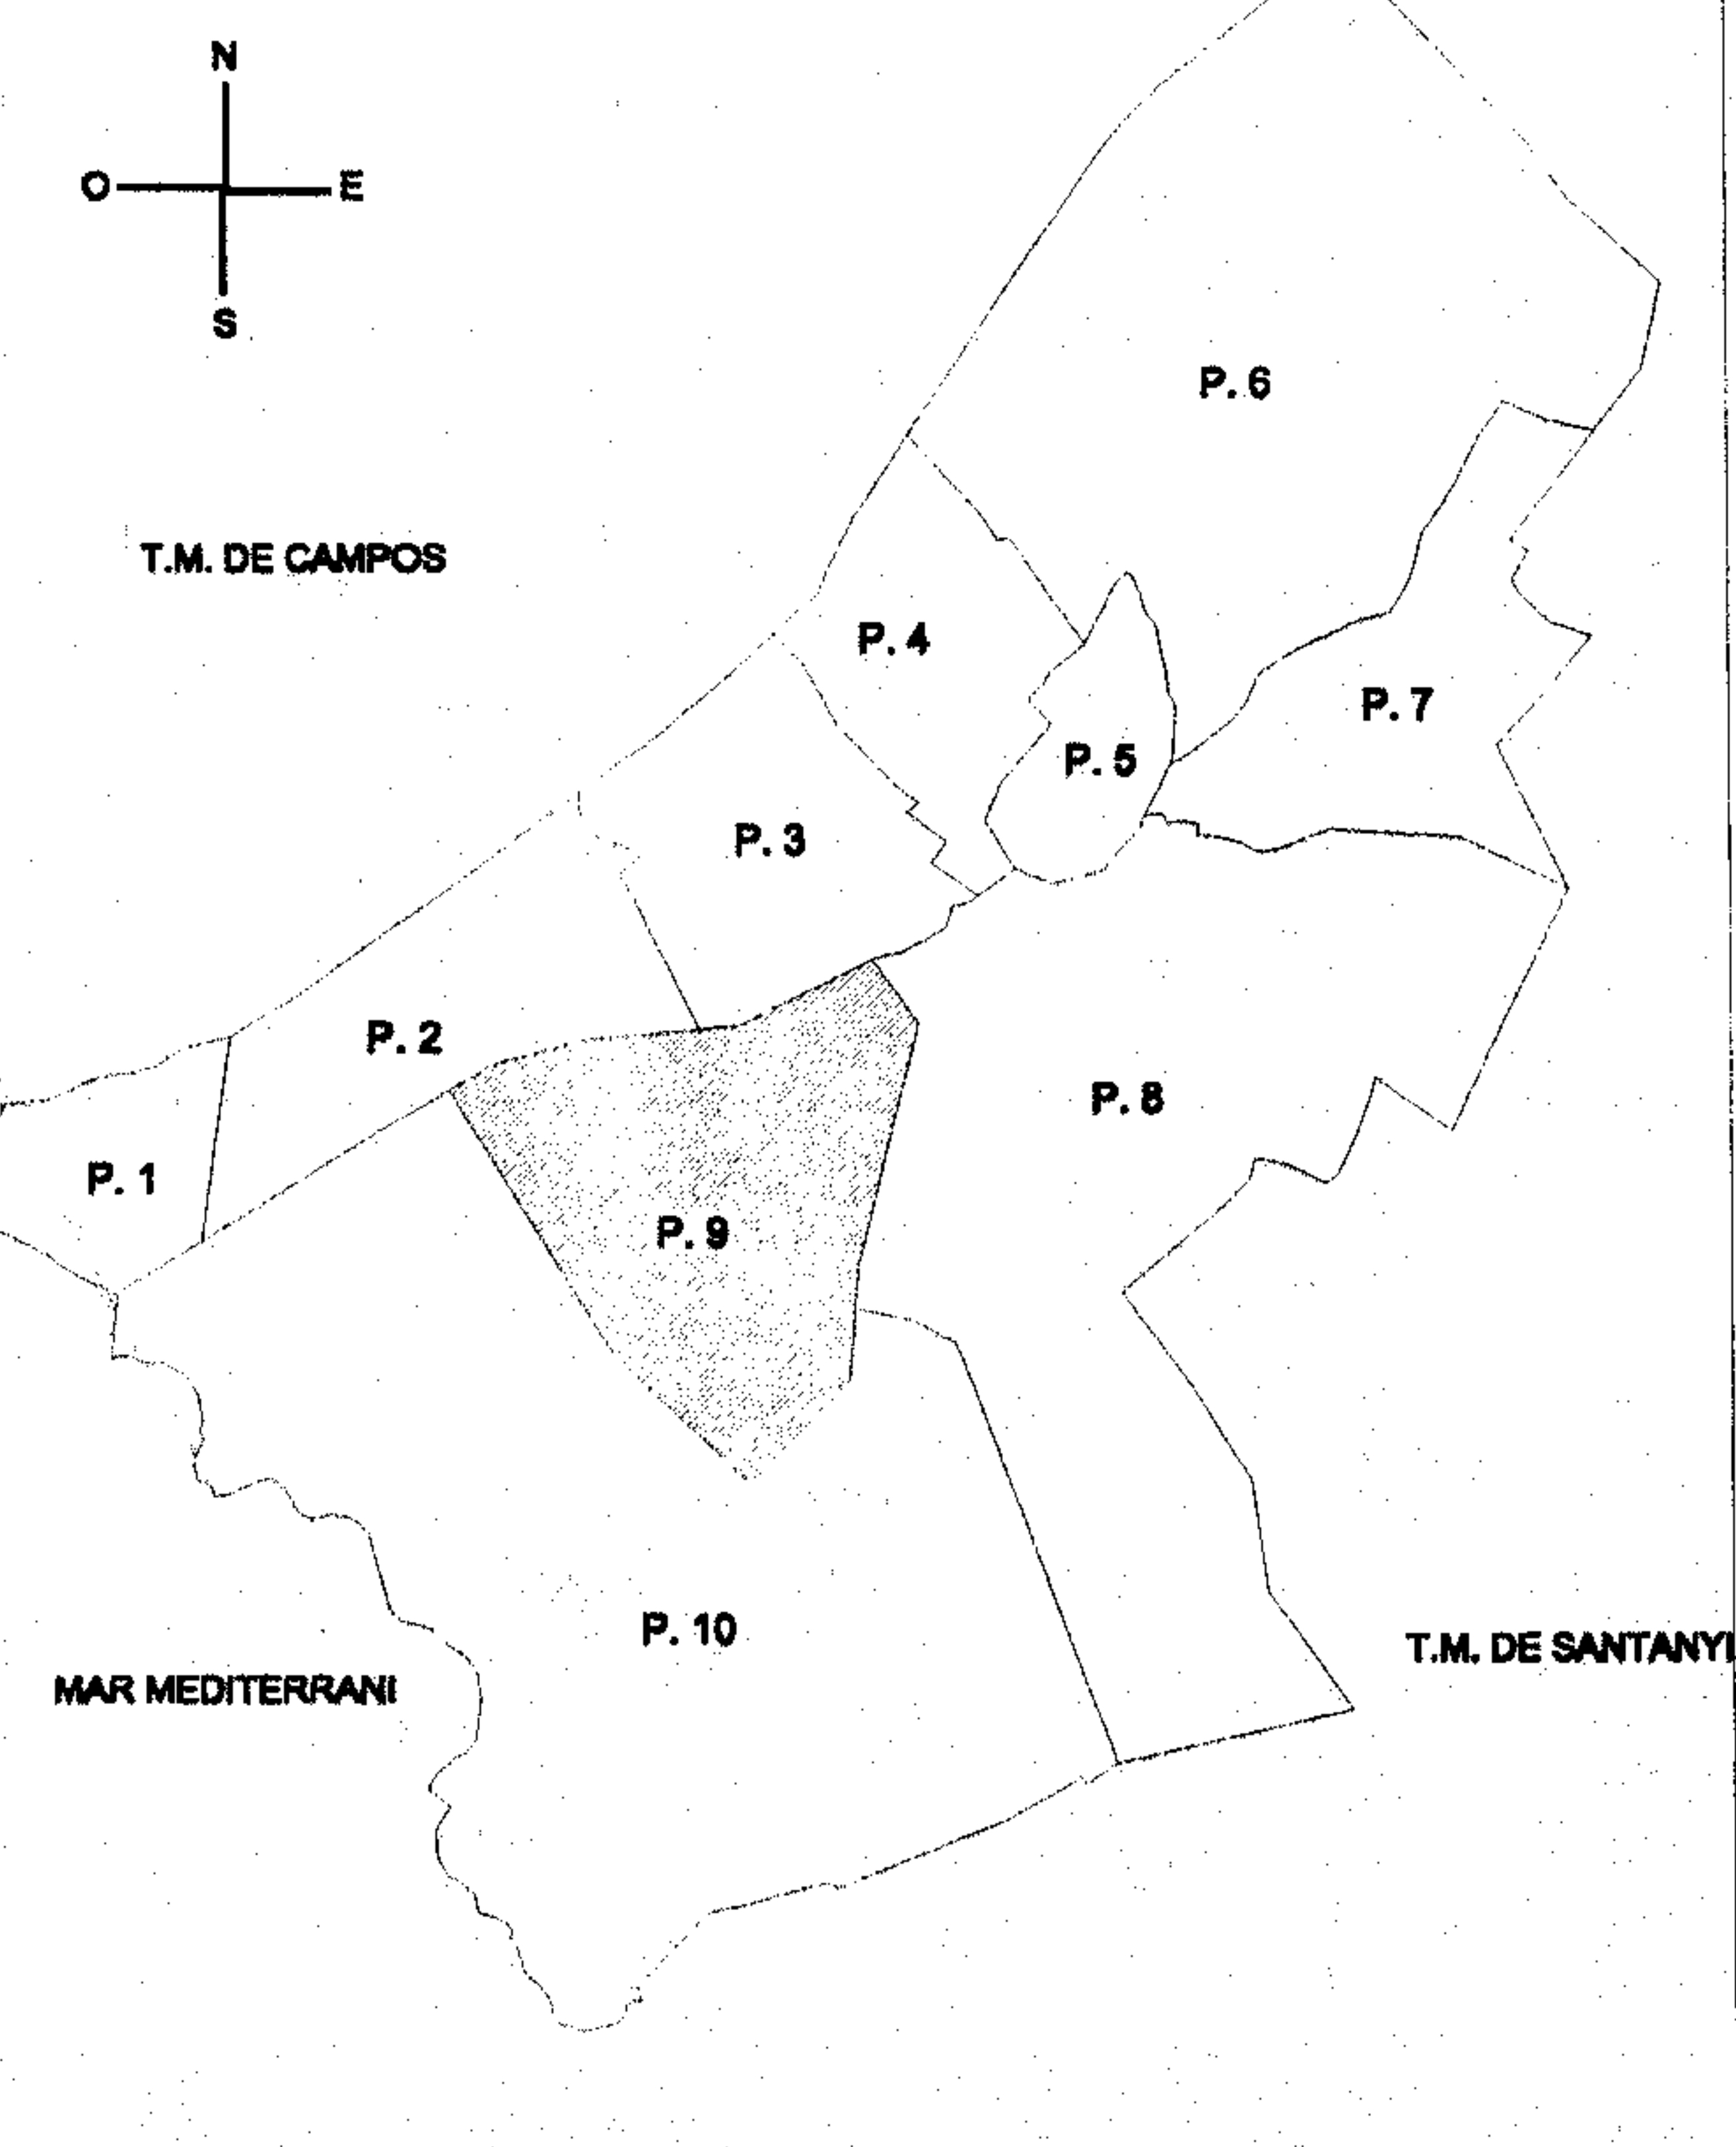 N
O E
S
P. 6
T.M. DE CAMPOS
P. 4
P. 7
P. 5
P. 3
P. 2
P. 8
P. 1
P. 9
P. 10
T.M. DE SANTANYI
MAR MEDITERRANI